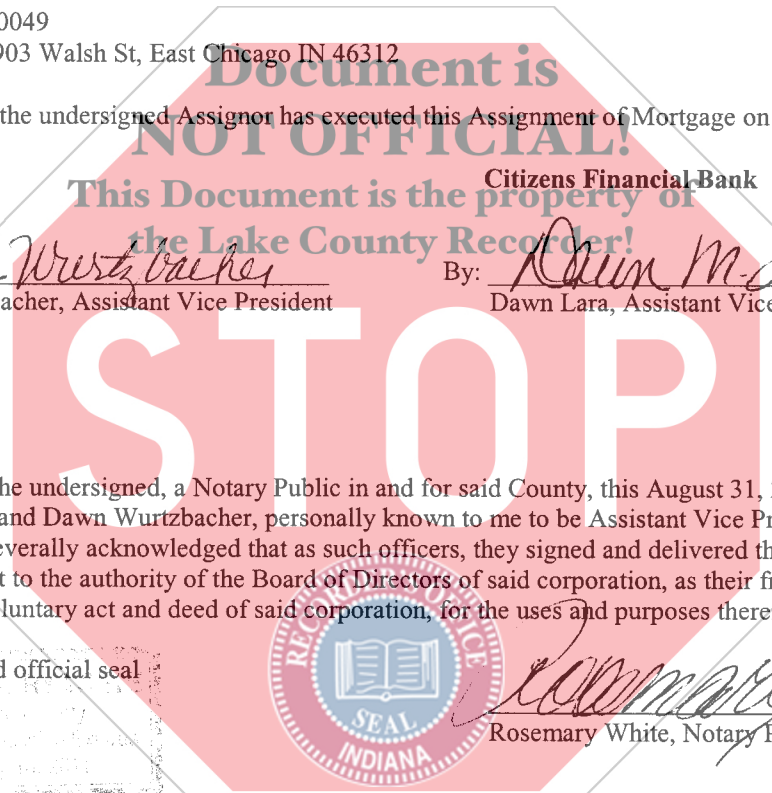 0049
903 Walsh St, East Chicago IN 46312
Document is
the undersigned Assignor has executed this Assignment of Mortgage on
NOT OFFICIAL!
Citizens Financial Bank
This Document is the property of
the Lake County Recorder!
Wurtzbacher
By: Dawn M.
acher, Assistant Vice President
Dawn Lara, Assistant Vice
STOP
he undersigned, a Notary Public in and for said County, this August 31,
and Dawn Wurtzbacher, personally known to me to be Assistant Vice Pr
everally acknowledged that as such officers, they signed and delivered th
t to the authority of the Board of Directors of said corporation, as their f
luntary act and deed of said corporation, for the uses and purposes there
d official seal
RECORDER'S OFFICE
SEAL
INDIANA
Rosemary
Rosemary White, Notary P